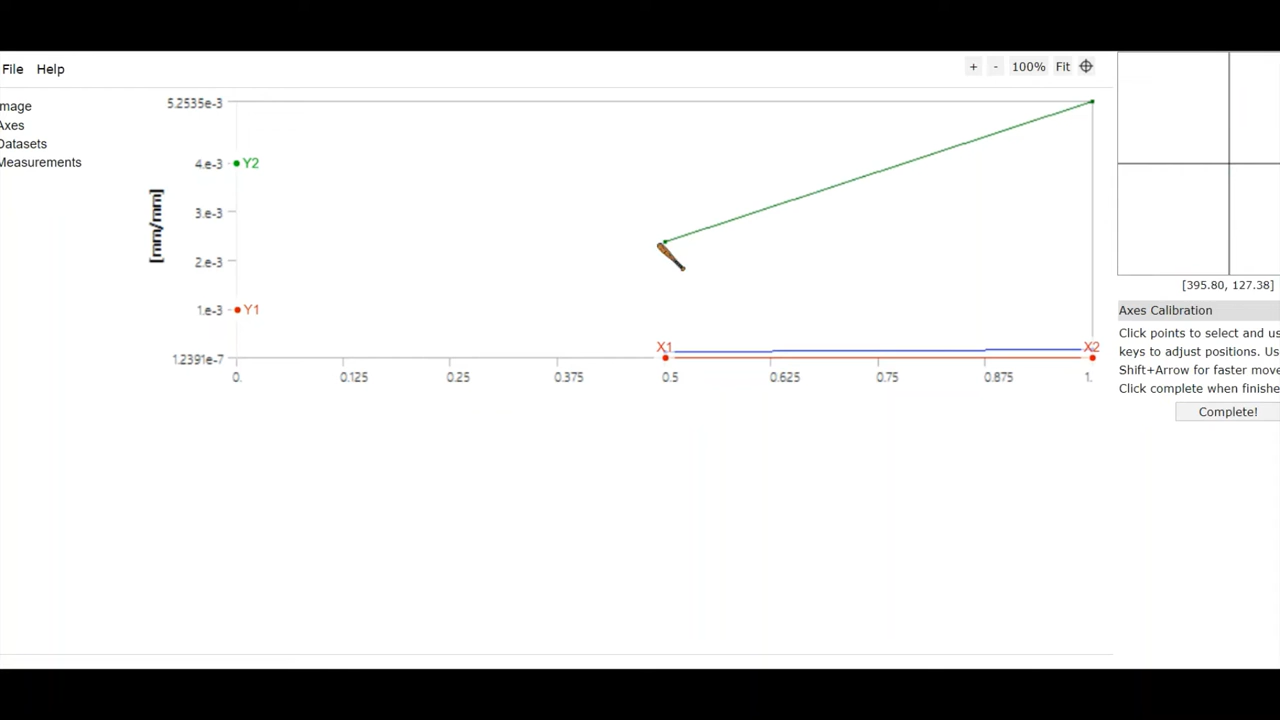 File Help
+ - 100% Fit
mage
Axes
Datasets
Measurements
5.2535e-3
4.e-3
3.e-3
2.e-3
1.e-3
1.2391e-7
[mm/mm]
Y2
Y1
X1
X2
0. 0.125 0.25 0.375 0.5 0.625 0.75 0.875 1.
[395.80, 127.38]
Axes Calibration
Click points to select and us
keys to adjust positions. Us
Shift+Arrow for faster move
Click complete when finishe
Complete!